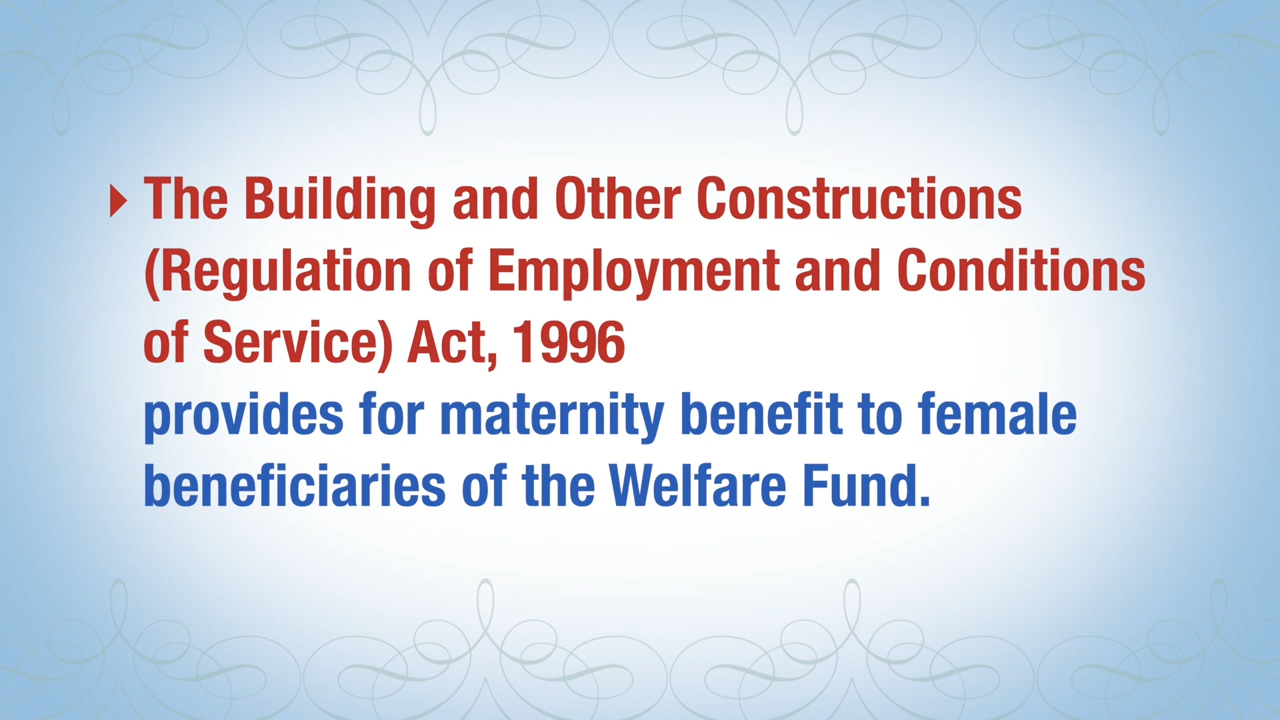 The Building and Other Constructions
(Regulation of Employment and Conditions
of Service) Act, 1996
provides for maternity benefit to female
beneficiaries of the Welfare Fund.